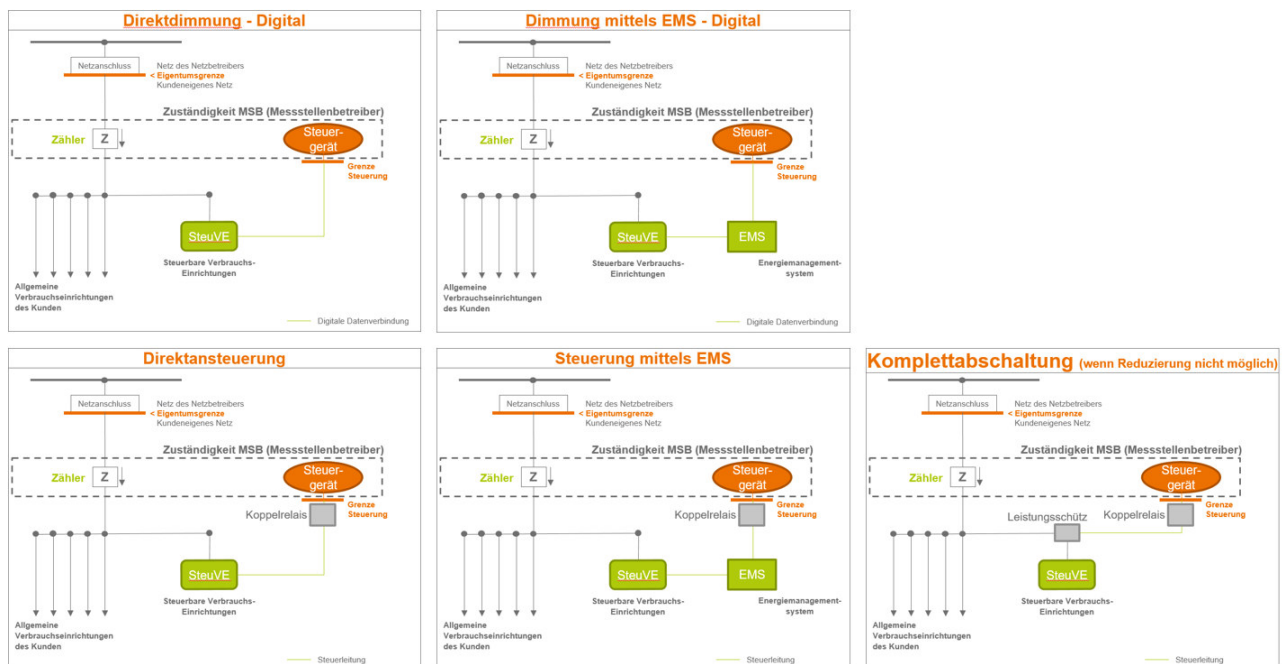 Direktdimmung - Digital
Netzanschluss
Netz des Netzbetreibers
< Eigentumsgrenze
Kundeneigenes Netz
Zuständigkeit MSB (Messstellenbetreiber)
Zähler
Z
Steuer-
gerät
Grenze
Steuerung
SteuVE
Steuerbare Verbrauchs-
Einrichtungen
Allgemeine
Verbrauchseinrichtungen
des Kunden
Digitale Datenverbindung
Dimmung mittels EMS - Digital
Netzanschluss
Netz des Netzbetreibers
< Eigentumsgrenze
Kundeneigenes Netz
Zuständigkeit MSB (Messstellenbetreiber)
Zähler
Z
Steuer-
gerät
Grenze
Steuerung
SteuVE
EMS
Steuerbare Verbrauchs-
Einrichtungen
Energiemanagement-
system
Allgemeine
Verbrauchseinrichtungen
des Kunden
Digitale Datenverbindung
Direktansteuerung
Netzanschluss
Netz des Netzbetreibers
< Eigentumsgrenze
Kundeneigenes Netz
Zuständigkeit MSB (Messstellenbetreiber)
Zähler
Z
Steuer-
gerät
Grenze
Steuerung
Koppelrelais
SteuVE
Steuerbare Verbrauchs-
Einrichtungen
Allgemeine
Verbrauchseinrichtungen
des Kunden
Steuerleitung
Steuerung mittels EMS
Netzanschluss
Netz des Netzbetreibers
< Eigentumsgrenze
Kundeneigenes Netz
Zuständigkeit MSB (Messstellenbetreiber)
Zähler
Z
Steuer-
gerät
Grenze
Steuerung
Koppelrelais
SteuVE
EMS
Steuerbare Verbrauchs-
Einrichtungen
Energiemanagement-
system
Allgemeine
Verbrauchseinrichtungen
des Kunden
Steuerleitung
Komplettabschaltung (wenn Reduzierung nicht möglich)
Netzanschluss
Netz des Netzbetreibers
< Eigentumsgrenze
Kundeneigenes Netz
Zuständigkeit MSB (Messstellenbetreiber)
Zähler
Z
Steuer-
gerät
Grenze
Steuerung
Leistungsschütz
Koppelrelais
SteuVE
Steuerbare Verbrauchs-
Einrichtungen
Allgemeine
Verbrauchseinrichtungen
des Kunden
Steuerleitung